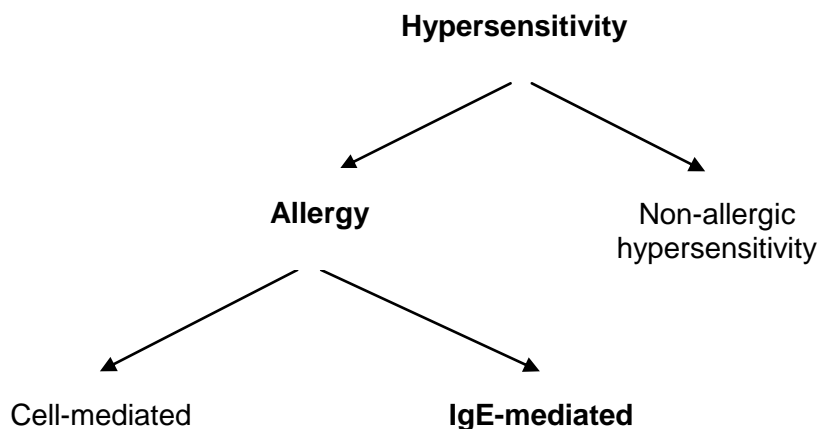 Hypersensitivity
Allergy
Non-allergic
hypersensitivity
Cell-mediated
IgE-mediated